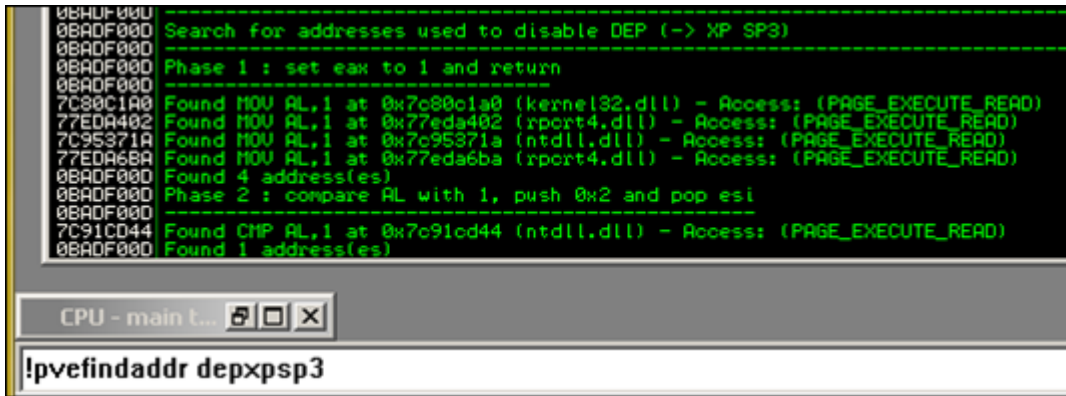 0BADF00D
0BADF00D Search for addresses used to disable DEP (-> XP SP3)
0BADF00D ----------------------------------------------------------------------
0BADF00D Phase 1 : set eax to 1 and return
0BADF00D ------------------------------
7C80C1A0 Found MOV AL,1 at 0x7c80c1a0 (kernel32.dll) - Access: (PAGE_EXECUTE_READ)
77EDA402 Found MOV AL,1 at 0x77eda402 (rpcrt4.dll) - Access: (PAGE_EXECUTE_READ)
7C95371A Found MOV AL,1 at 0x7c95371a (ntdll.dll) - Access: (PAGE_EXECUTE_READ)
77EDA6BA Found MOV AL,1 at 0x77eda6ba (rpcrt4.dll) - Access: (PAGE_EXECUTE_READ)
0BADF00D Found 4 address(es)
0BADF00D Phase 2 : compare AL with 1, push 0x2 and pop esi
0BADF00D ----------------------------------------------
7C91CD44 Found CMP AL,1 at 0x7c91cd44 (ntdll.dll) - Access: (PAGE_EXECUTE_READ)
0BADF00D Found 1 address(es)
CPU - main t...
!pvefindaddr depxpsp3